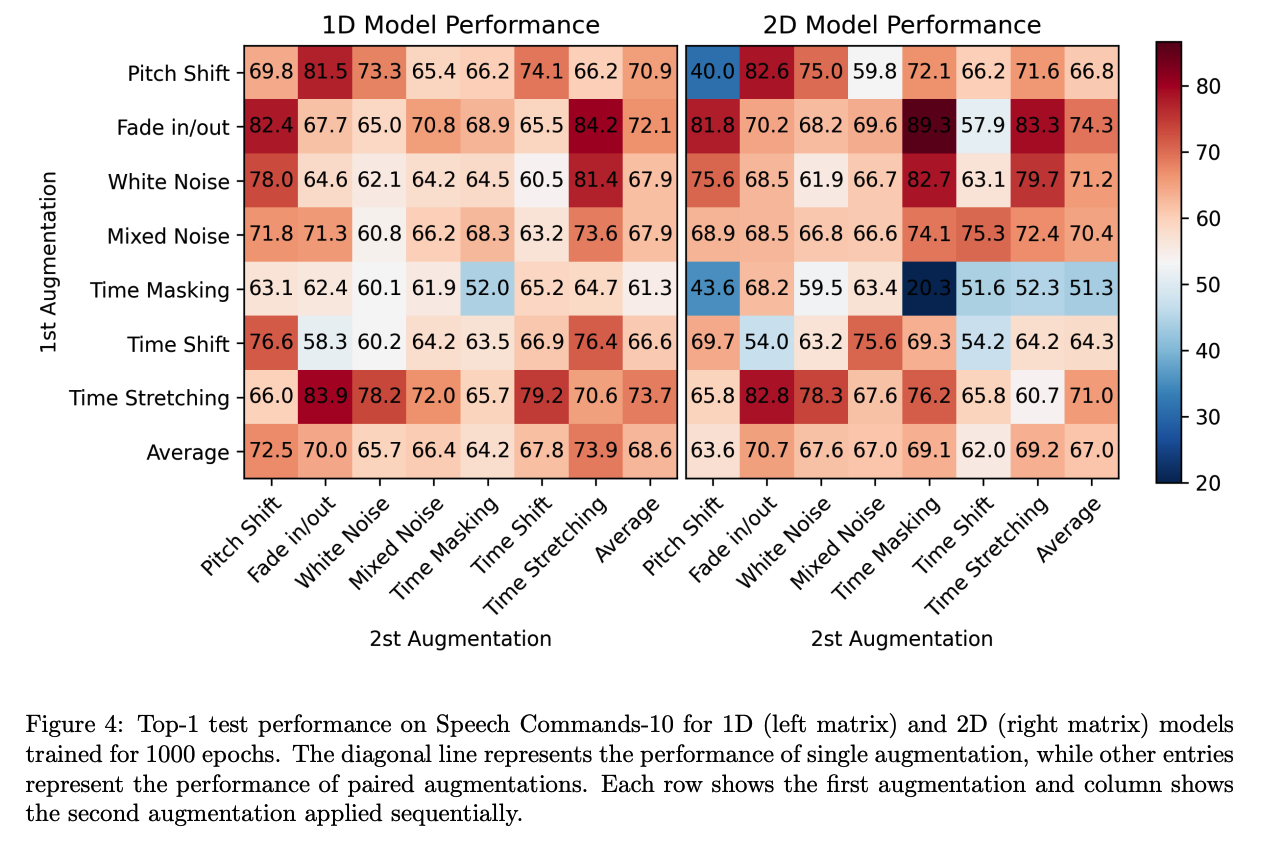 1D Model Performance
2D Model Performance
1st Augmentation
Pitch Shift 69.8 81.5 73.3 65.4 66.2 74.1 66.2 70.9 40.0 82.6 75.0 59.8 72.1 66.2 71.6 66.8
Fade in/out 82.4 67.7 65.0 70.8 68.9 65.5 84.2 72.1 81.8 70.2 68.2 69.6 89.3 57.9 83.3 74.3
White Noise 78.0 64.6 62.1 64.2 64.5 60.5 81.4 67.9 75.6 68.5 61.9 66.7 82.7 63.1 79.7 71.2
Mixed Noise 71.8 71.3 60.8 66.2 68.3 63.2 73.6 67.9 68.9 68.5 66.8 66.6 74.1 75.3 72.4 70.4
Time Masking 63.1 62.4 60.1 61.9 52.0 65.2 64.7 61.3 43.6 68.2 59.5 63.4 20.3 51.6 52.3 51.3
Time Shift 76.6 58.3 60.2 64.2 63.5 66.9 76.4 66.6 69.7 54.0 63.2 75.6 69.3 54.2 64.2 64.3
Time Stretching 66.0 83.9 78.2 72.0 65.7 79.2 70.6 73.7 65.8 82.8 78.3 67.6 76.2 65.8 60.7 71.0
Average 72.5 70.0 65.7 66.4 64.2 67.8 73.9 68.6 63.6 70.7 67.6 67.0 69.1 62.0 69.2 67.0
Pitch Shift
Fade in/out
White Noise
Mixed Noise
Time Masking
Time Shift
Time Stretching
Average
Pitch Shift
Fade in/out
White Noise
Mixed Noise
Time Masking
Time Shift
Time Stretching
Average
2st Augmentation
2st Augmentation
80
70
60
50
40
30
20
Figure 4: Top-1 test performance on Speech Commands-10 for 1D (left matrix) and 2D (right matrix) models
trained for 1000 epochs. The diagonal line represents the performance of single augmentation, while other entries
represent the performance of paired augmentations. Each row shows the first augmentation and column shows
the second augmentation applied sequentially.